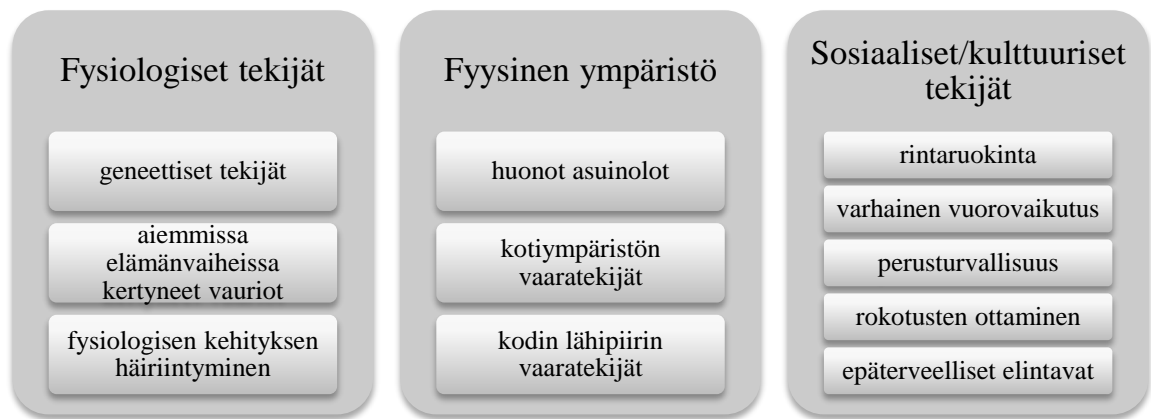 Fysiologiset tekijät
geneettiset tekijät
aiemmissa
elämänvaiheissa
kertyneet vauriot
fysiologisen kehityksen
häiriintyminen
Fyysinen ympäristö
huonot asuinolot
kotiympäristön
vaaratekijät
kodin lähipiirin
vaaratekijät
Sosiaaliset/kulttuuriset
tekijät
rintaruokinta
varhainen vuorovaikutus
perusturvallisuus
rokotusten ottaminen
epäterveelliset elintavat